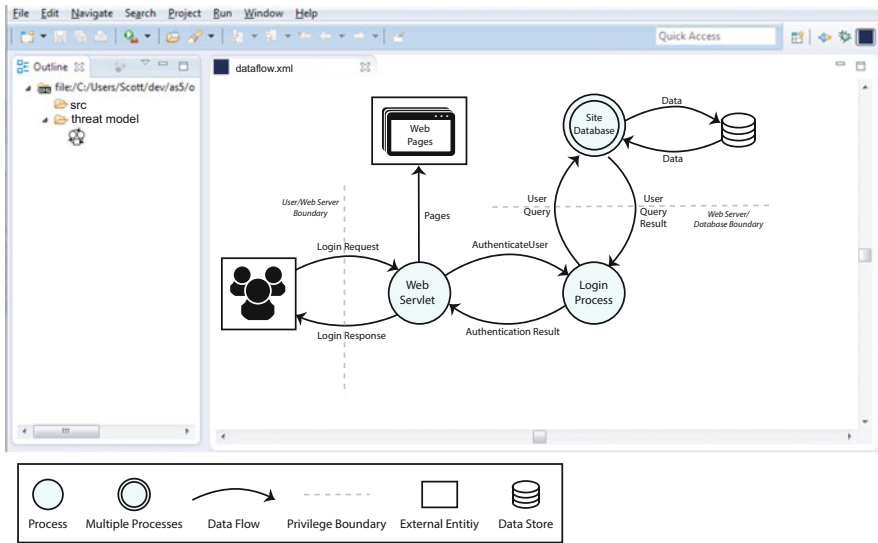 File Edit Navigate Search Project Run Window Help
Quick Access
Outline
dataflow.xml
file:/C:/Users/Scott/dev/as5/o
src
threat model
Web
Pages
Site
Database
Data
Data
User/Web Server
Boundary
Pages
User
Query
User
Query
Result
Web Server/
Database Boundary
Login Request
AuthenticateUser
Web
Servlet
Login
Process
Login Response
Authentication Result
Process
Multiple Processes
Data Flow
Privilege Boundary
External Entitiy
Data Store